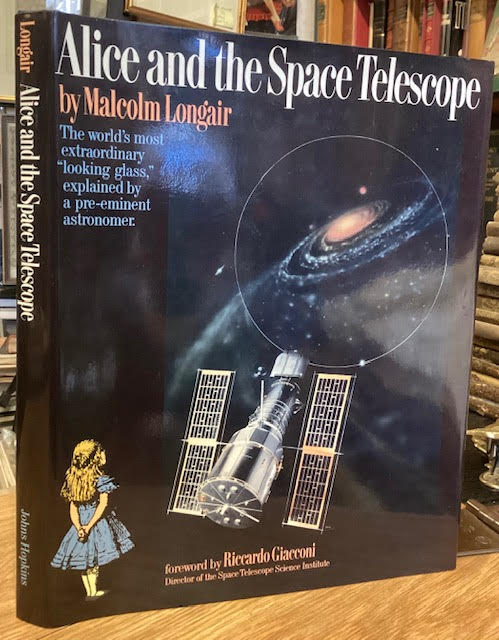 Alice and the Space Telescope
by Malcolm Longair
The world's most
extraordinary
"looking glass,"
explained by
a pre-eminent
astronomer.
foreword by Riccardo Giacconi
Director of the Space Telescope Science Institute
Longair Alice and the Space Telescope Johns Hopkins